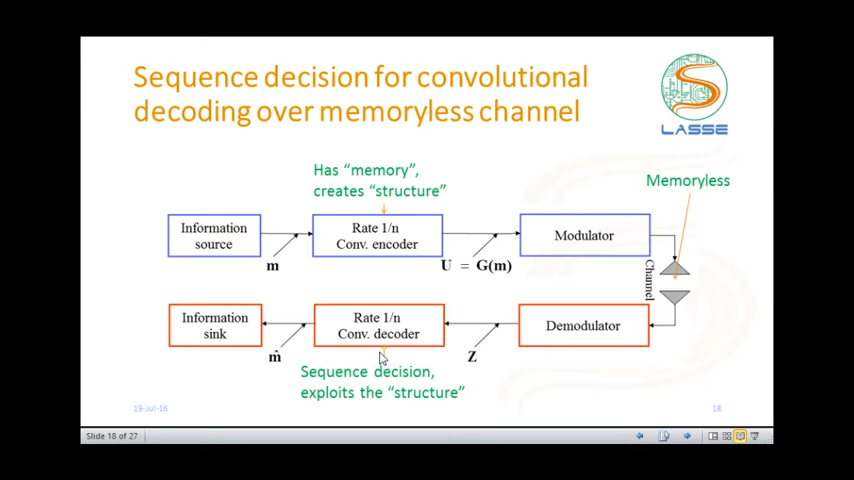 Sequence decision for convolutional
decoding over memoryless channel
LASSE
Has “memory”,
creates “structure”
Memoryless
Information
source
Rate 1/n
Conv. encoder
Modulator
m
U = G(m)
Channel
Information
sink
Rate 1/n
Conv. decoder
Demodulator
m̂
Z
Sequence decision,
exploits the “structure”
19-Jul-16
18
Slide 18 of 27